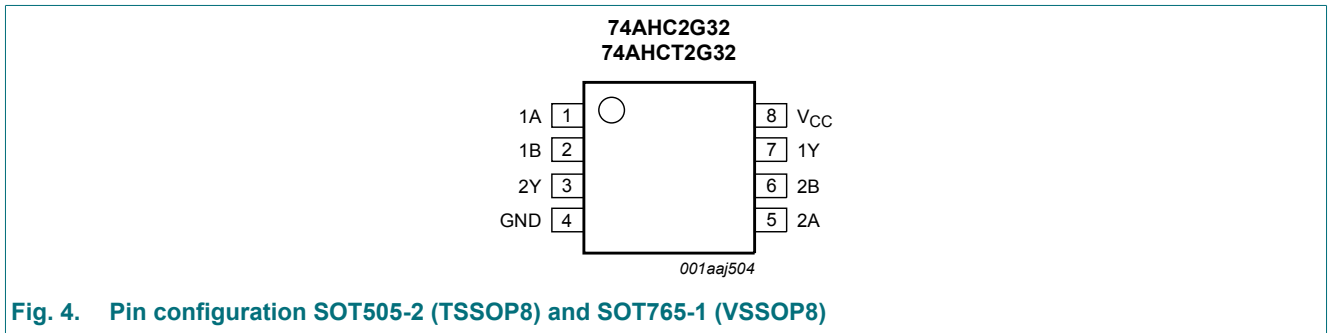 74AHC2G32
74AHCT2G32
1A 1 8 VCC
1B 2 7 1Y
2Y 3 6 2B
GND 4 5 2A
001aaj504
Fig. 4. Pin configuration SOT505-2 (TSSOP8) and SOT765-1 (VSSOP8)